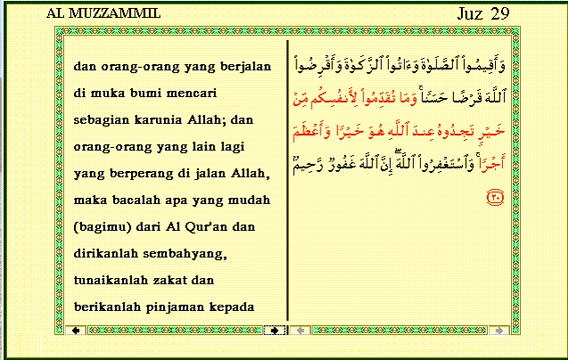 AL MUZZAMMIL
Juz 29
dan orang-orang yang berjalan
di muka bumi mencari
sebagian karunia Allah; dan
orang-orang yang lain lagi
yang berperang di jalan Allah,
maka bacalah apa yang mudah
(bagimu) dari Al Qur'an dan
dirikanlah sembahyang,
tunaikanlah zakat dan
berikanlah pinjaman kepada
وَأَقِيمُوا۟ ٱلصَّلَوٰةَ وَءَاتُوا۟ ٱلزَّكَوٰةَ وَأَقْرِضُوا۟
ٱللَّهَ قَرْضًا حَسَنًا ۚ وَمَا تُقَدِّمُوا۟ لِأَنفُسِكُم مِّنْ
خَيْرٍ تَجِدُوهُ عِندَ ٱللَّهِ هُوَ خَيْرًا وَأَعْظَمَ
أَجْرًا ۚ وَٱسْتَغْفِرُوا۟ ٱللَّهَ ۖ إِنَّ ٱللَّهَ غَفُورٌ رَّحِيمٌۢ
٢٠